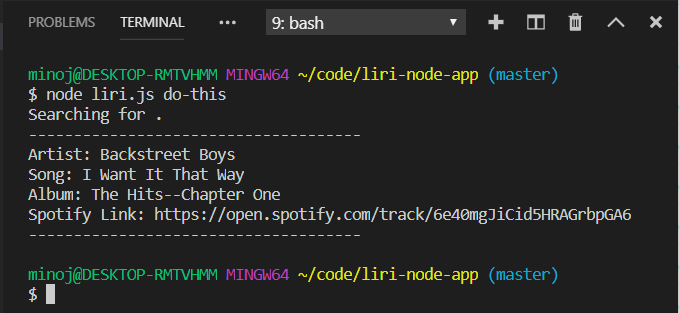 PROBLEMS TERMINAL ... 9: bash
minoj@DESKTOP-RMTVHMM MINGW64 ~/code/liri-node-app (master)
$ node liri.js do-this
Searching for .
------------------------------------
Artist: Backstreet Boys
Song: I Want It That Way
Album: The Hits--Chapter One
Spotify Link: https://open.spotify.com/track/6e40mgJiCid5HRAGrbpGA6
------------------------------------
minoj@DESKTOP-RMTVHMM MINGW64 ~/code/liri-node-app (master)
$